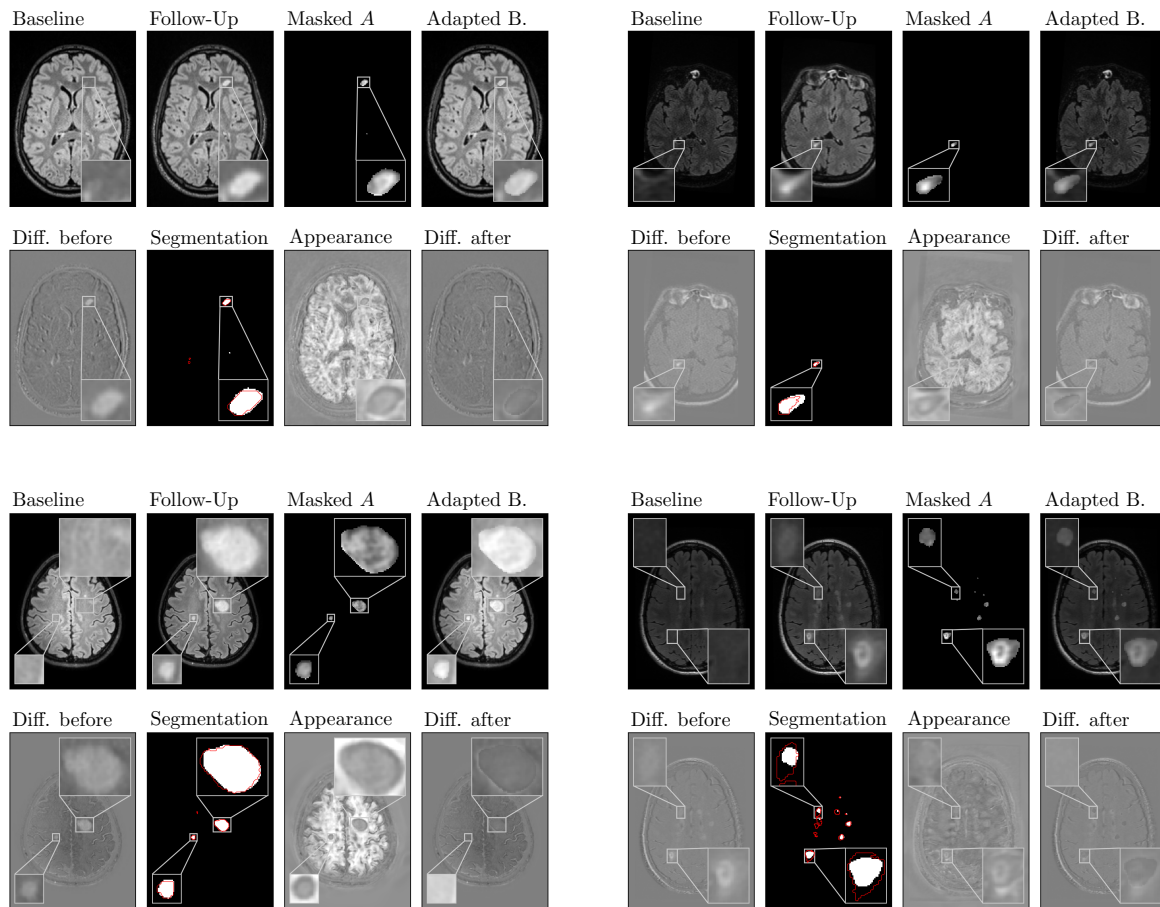 Baseline Follow-Up Masked A Adapted B.
Diff. before Segmentation Appearance Diff. after
Baseline Follow-Up Masked A Adapted B.
Diff. before Segmentation Appearance Diff. after
Baseline Follow-Up Masked A Adapted B.
Diff. before Segmentation Appearance Diff. after
Baseline Follow-Up Masked A Adapted B.
Diff. before Segmentation Appearance Diff. after